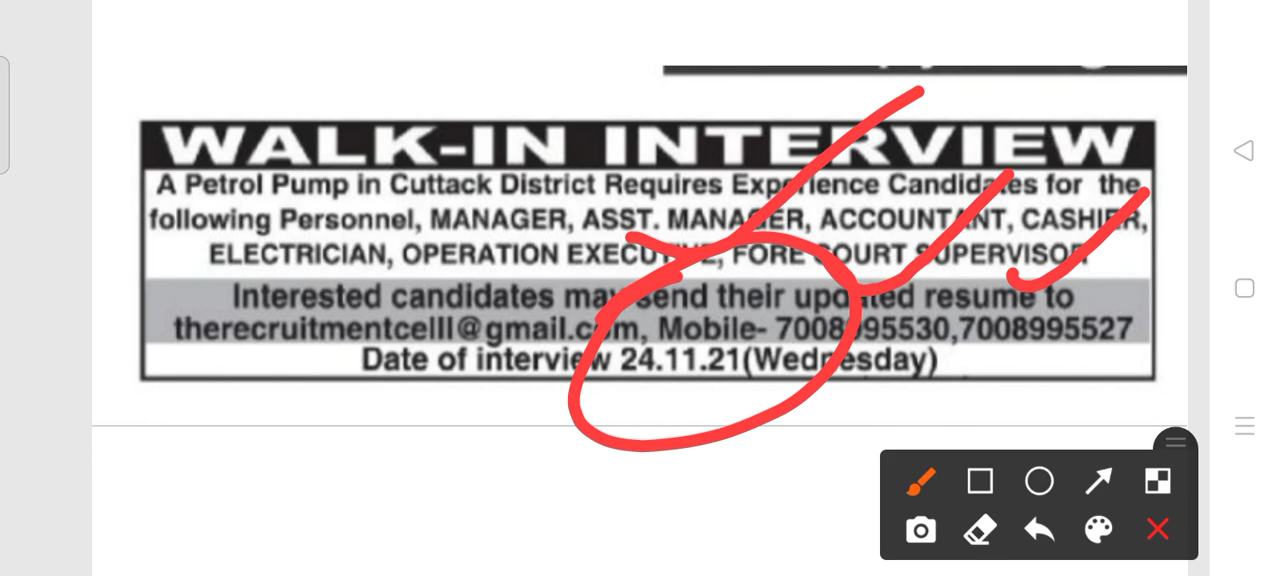 WALK-IN INTERVIEW
A Petrol Pump in Cuttack District Requires Experience Candidates for the
following Personnel, MANAGER, ASST. MANAGER, ACCOUNTANT, CASHIER,
ELECTRICIAN, OPERATION EXECUTIVE, FORE COURT SUPERVISOR
Interested candidates may send their updated resume to
therecruitmentcelll@gmail.com, Mobile- 7008995530,7008995527
Date of interview 24.11.21(Wednesday)